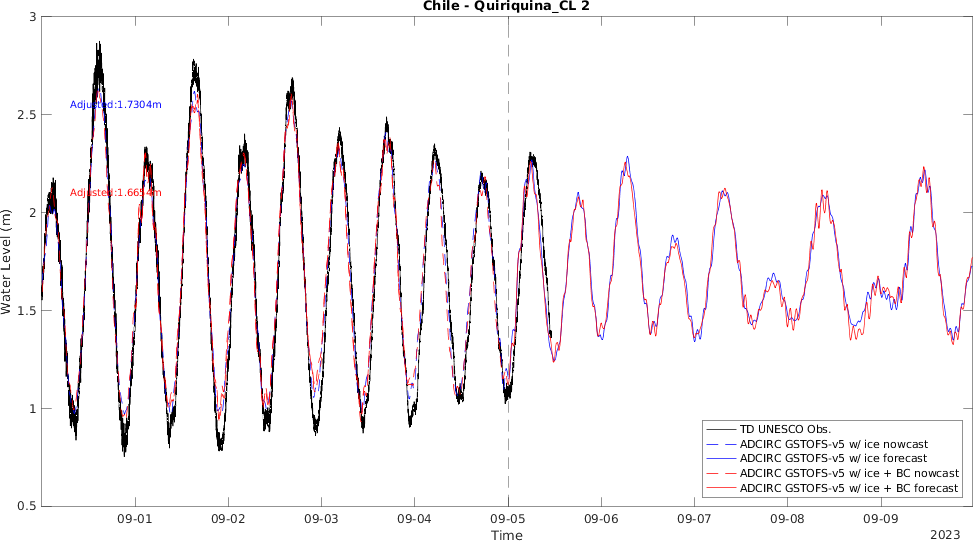 Chile - Quiriquina_CL 2
3
2.5
2
1.5
1
0.5
Water Level (m)
Adjusted:1.7304m
Adjusted:1.6654m
TD UNESCO Obs.
ADCIRC GSTOFS-v5 w/ ice nowcast
ADCIRC GSTOFS-v5 w/ ice forecast
ADCIRC GSTOFS-v5 w/ ice + BC nowcast
ADCIRC GSTOFS-v5 w/ ice + BC forecast
09-01 09-02 09-03 09-04 09-05 09-06 09-07 09-08 09-09
Time
2023